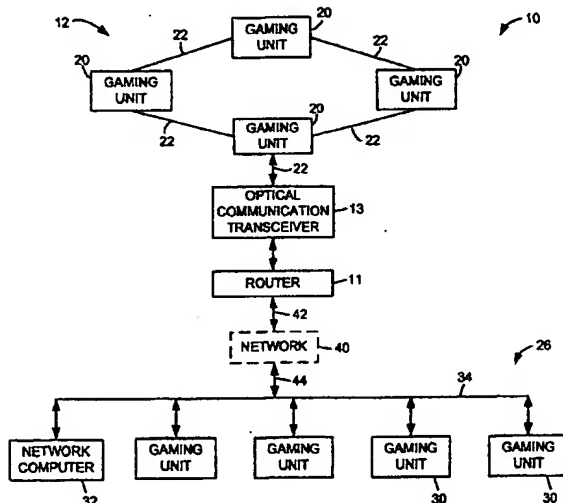 12
10
22
GAMING
UNIT
20
22
20
GAMING
UNIT
20
GAMING
UNIT
22
GAMING
UNIT
20
22
22
OPTICAL
COMMUNICATION
TRANSCEIVER
13
ROUTER
11
42
NETWORK
40
26
44
34
NETWORK
COMPUTER
32
GAMING
UNIT
GAMING
UNIT
GAMING
UNIT
30
GAMING
UNIT
30